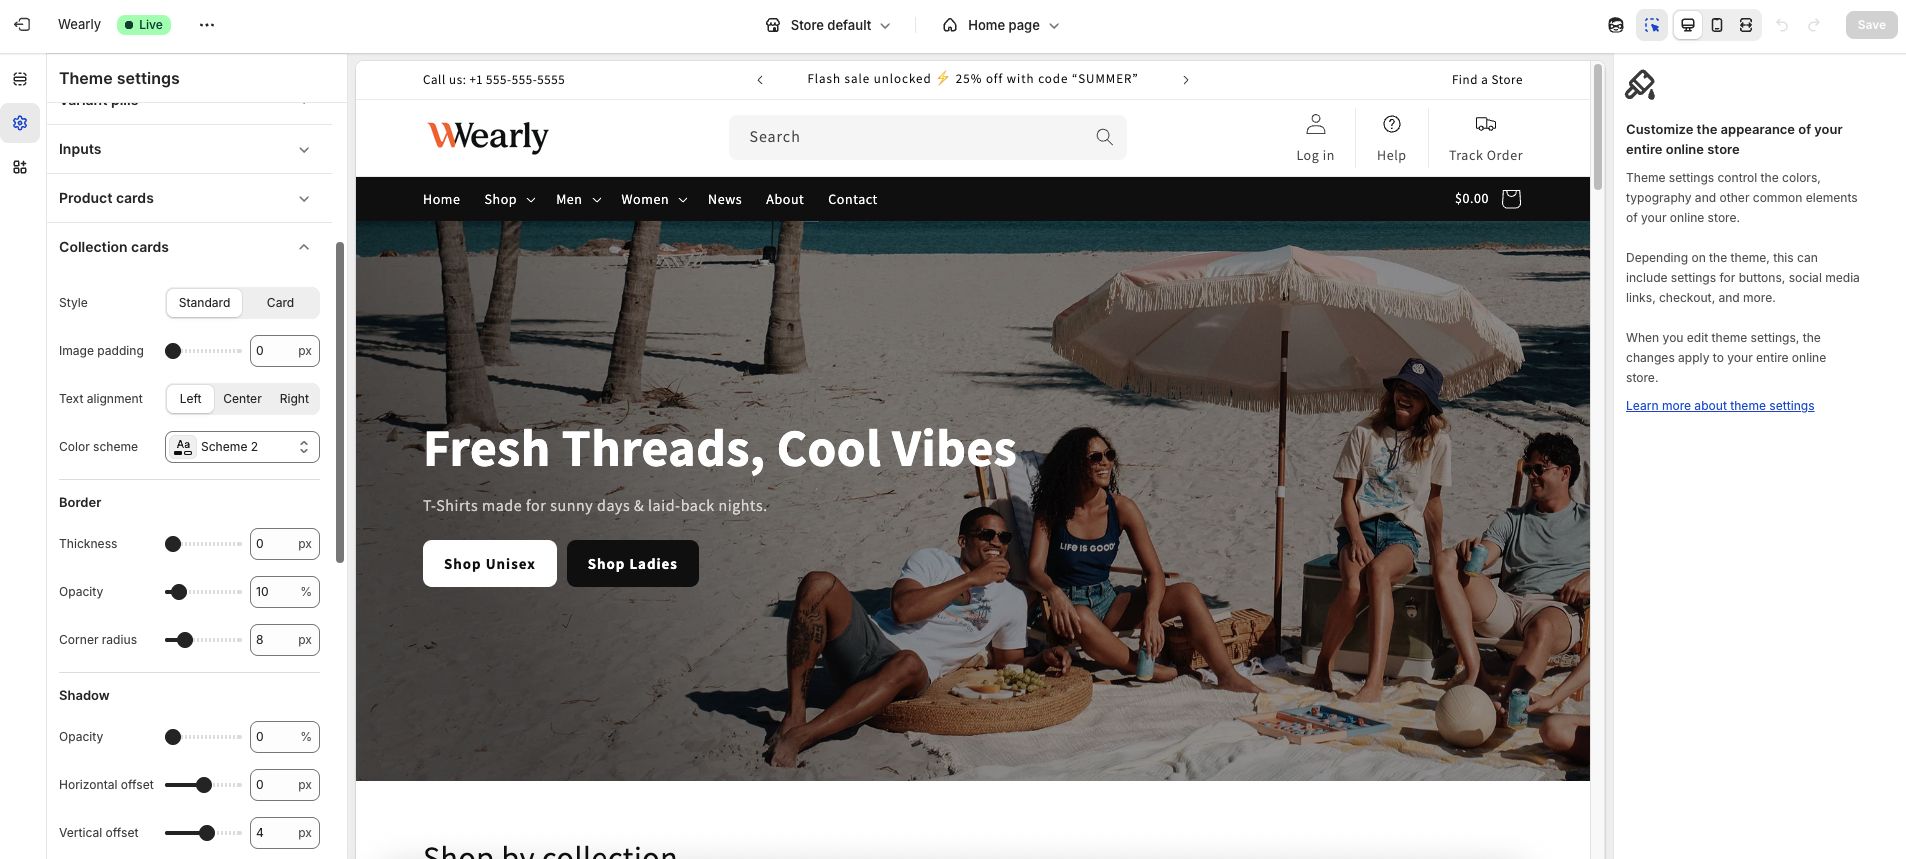 Wearly
Live
Store default
Home page
Save
Theme settings
Variant pills
Inputs
Product cards
Collection cards
Style
Standard
Card
Image padding
0 px
Text alignment
Left
Center
Right
Color scheme
Aa
Scheme 2
Border
Thickness
0 px
Opacity
10 %
Corner radius
8 px
Shadow
Opacity
0 %
Horizontal offset
0 px
Vertical offset
4 px
Call us: +1 555-555-5555
Flash sale unlocked ⚡ 25% off with code “SUMMER”
Find a Store
Wearly
Search
Log in
Help
Track Order
Home
Shop
Men
Women
News
About
Contact
$0.00
Fresh Threads, Cool Vibes
T-Shirts made for sunny days & laid-back nights.
Shop Unisex
Shop Ladies
LIFE IS GOOD
Shop by collection
Customize the appearance of your
entire online store
Theme settings control the colors,
typography and other common elements
of your online store.
Depending on the theme, this can
include settings for buttons, social media
links, checkout, and more.
When you edit theme settings, the
changes apply to your entire online
store.
Learn more about theme settings